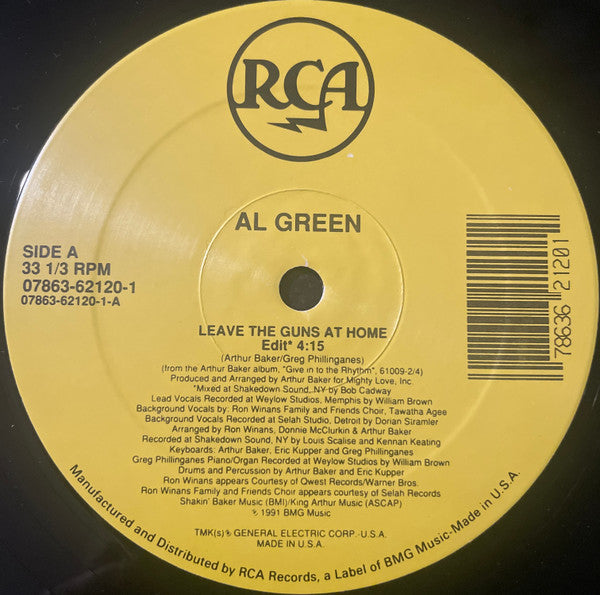 RCA
AL GREEN
SIDE A
33 1/3 RPM
07863-62120-1
07863-62120-1-A
78636 21201
LEAVE THE GUNS AT HOME
Edit* 4:15
(Arthur Baker/Greg Phillinganes)
(from the Arthur Baker album, "Give in to the Rhythm", 61009-2/4)
Produced and Arranged by Arthur Baker for Mighty Love, Inc.
*Mixed at Shakedown Sound, NY by Bob Cadway
Lead Vocals Recorded at Weylow Studios, Memphis by William Brown
Background Vocals by: Ron Winans Family and Friends Choir, Tawatha Agee
Background Vocals Recorded at Selah Studio, Detroit by Dorian Stramler
Arranged by Ron Winans, Donnie McClurkin & Arthur Baker
Recorded at Shakedown Sound, NY by Louis Scalise and Kennan Keating
Keyboards: Arthur Baker, Eric Kupper and Greg Phillinganes
Greg Phillinganes Piano/Organ Recorded at Weylow Studios by William Brown
Drums and Percussion by Arthur Baker and Eric Kupper
Ron Winans appears Courtesy of Qwest Records/Warner Bros.
Ron Winans Family and Friends Choir appears courtesy of Selah Records
Shakin' Baker Music (BMI)/King Arthur Music (ASCAP)
℗ 1991 BMG Music
TMK(s) ® GENERAL ELECTRIC CORP.-U.S.A.
MADE IN U.S.A.
Manufactured and Distributed by RCA Records, a Label of BMG Music-Made in U.S.A.